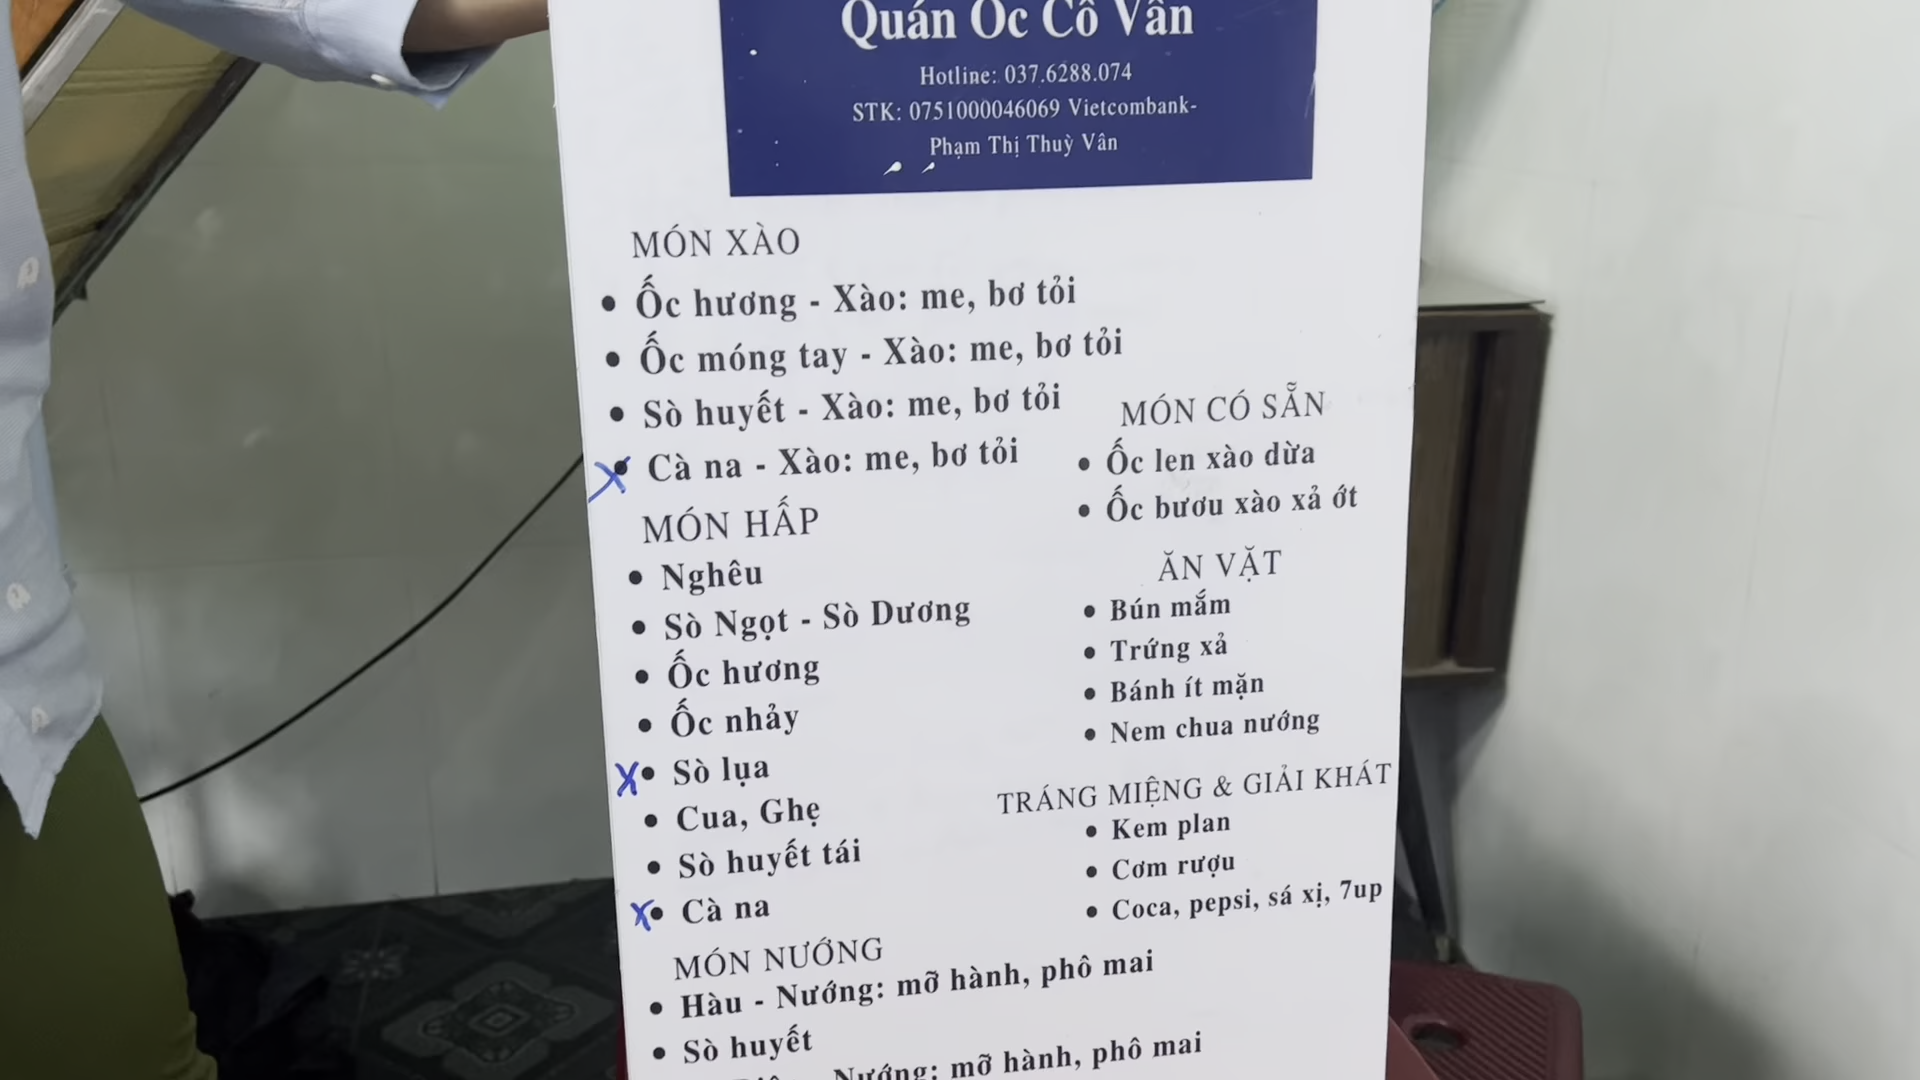 Quán Ốc Cô Vân
Hotline: 037.6288.074
STK: 0751000046069 Vietcombank-
Phạm Thị Thuỳ Vân
MÓN XÀO
Ốc hương - Xào: me, bơ tỏi
Ốc móng tay - Xào: me, bơ tỏi
Sò huyết - Xào: me, bơ tỏi
Cà na - Xào: me, bơ tỏi
MÓN HẤP
Nghêu
Sò Ngọt - Sò Dương
Ốc hương
Ốc nhảy
Sò lụa
Cua, Ghẹ
Sò huyết tái
Cà na
MÓN CÓ SẴN
Ốc len xào dừa
Ốc bươu xào xả ớt
ĂN VẶT
Bún mắm
Trứng xả
Bánh ít mặn
Nem chua nướng
TRÁNG MIỆNG & GIẢI KHÁT
Kem plan
Cơm rượu
Coca, pepsi, sá xị, 7up
MÓN NƯỚNG
Hàu - Nướng: mỡ hành, phô mai
Sò huyết
Nướng: mỡ hành, phô mai